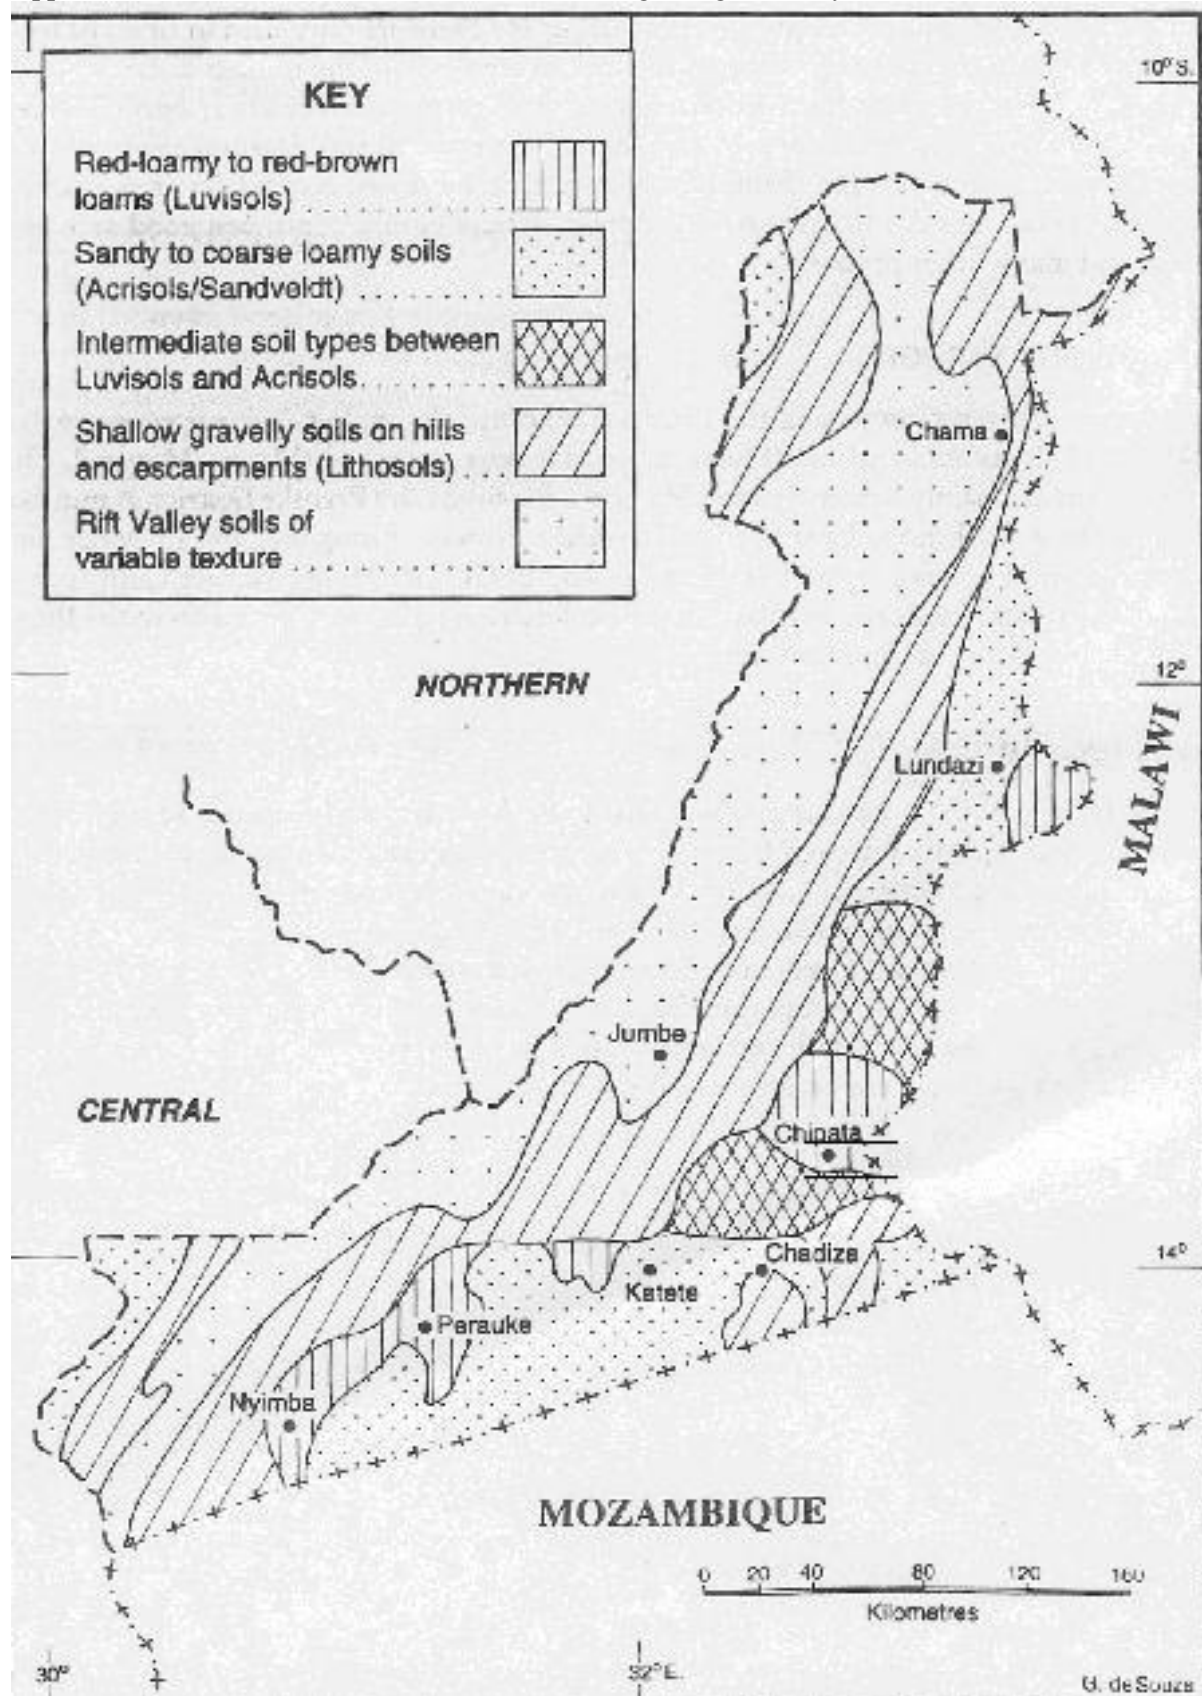 KEY
Red-loamy to red-brown
loams (Luvisols)
Sandy to coarse loamy soils
(Acrisols/Sandveldt)
Intermediate soil types between
Luvisols and Acrisols
Shallow gravelly soils on hills
and escarpments (Lithosols)
Rift Valley soils of
variable texture
10° S.
Chama
NORTHERN
12°
Lundazi
MALAWI
Jumbe
CENTRAL
Chipata
Chadiza
14°
Katete
Perauke
Nyimba
MOZAMBIQUE
0 20 40 80 120 160
Kilometres
30°
32° E.
G. deSouza